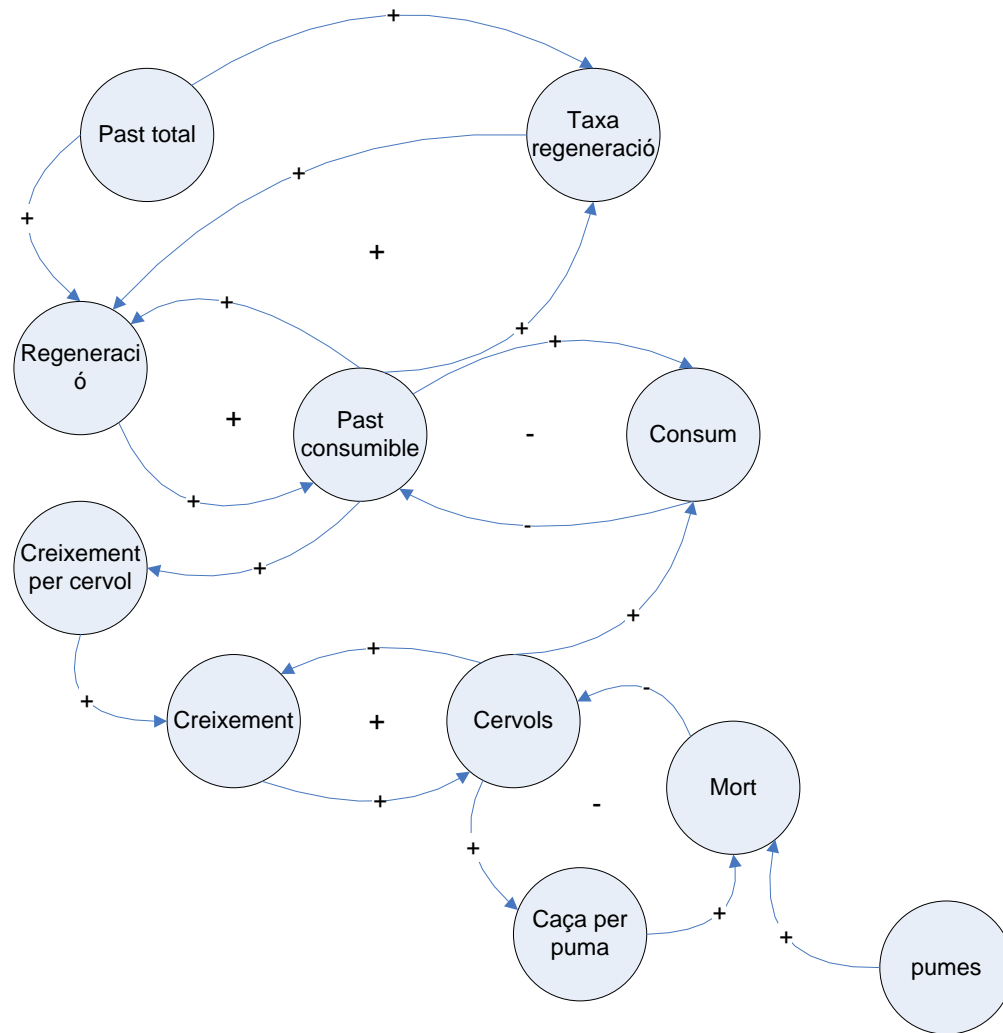 +
Past total
Taxa
regeneració
+
+
+
+
+
+
Regeneraci
ó
+
Past
consumible
-
Consum
+
-
Creixement
per cervol
+
+
+
-
+
Creixement
+
Cervols
Mort
+
-
+
Caça per
puma
+
+
pumes